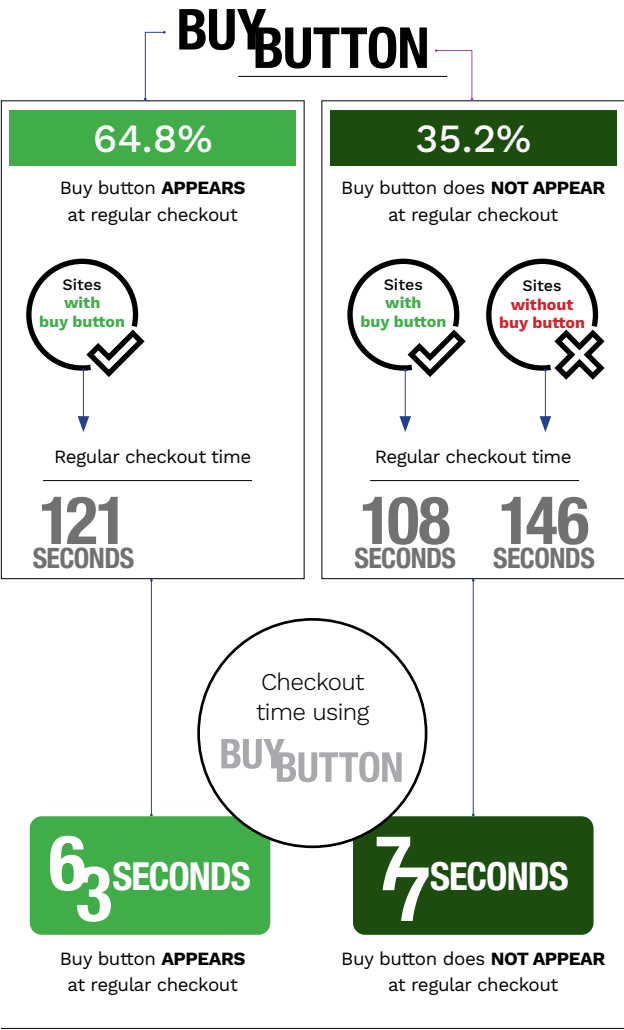 BUY BUTTON
64.8%
Buy button APPEARS
at regular checkout
Sites
with
buy button
Regular checkout time
121
SECONDS
35.2%
Buy button does NOT APPEAR
at regular checkout
Sites
with
buy button
Sites
without
buy button
Regular checkout time
108
SECONDS
146
SECONDS
Checkout
time using
BUY BUTTON
63 SECONDS
Buy button APPEARS
at regular checkout
77 SECONDS
Buy button does NOT APPEAR
at regular checkout